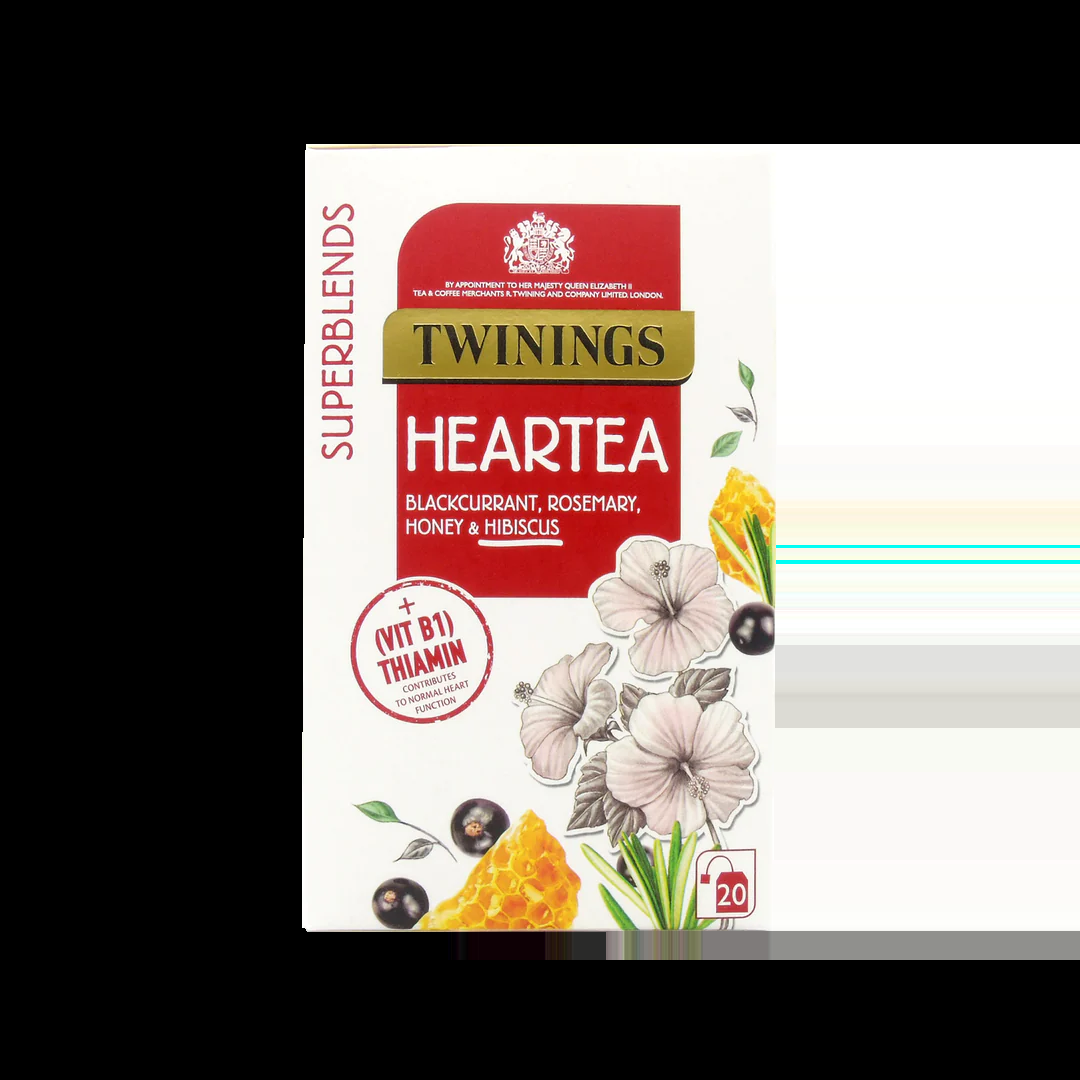 SUPERBLENDS
BY APPOINTMENT TO HER MAJESTY QUEEN ELIZABETH II
TEA & COFFEE MERCHANTS R. TWINING AND COMPANY LIMITED. LONDON.
TWININGS
HEARTEA
BLACKCURRANT, ROSEMARY,
HONEY & HIBISCUS
+
(VIT B1)
THIAMIN
CONTRIBUTES
TO NORMAL HEART
FUNCTION
20